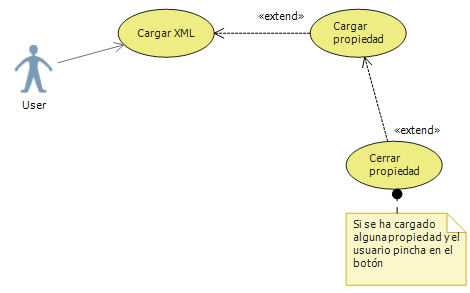 «extend»
Cargar XML
Cargar
propiedad
User
«extend»
Cerrar
propiedad
Si se ha cargado
alguna propiedad y el
usuario pincha en el
botón